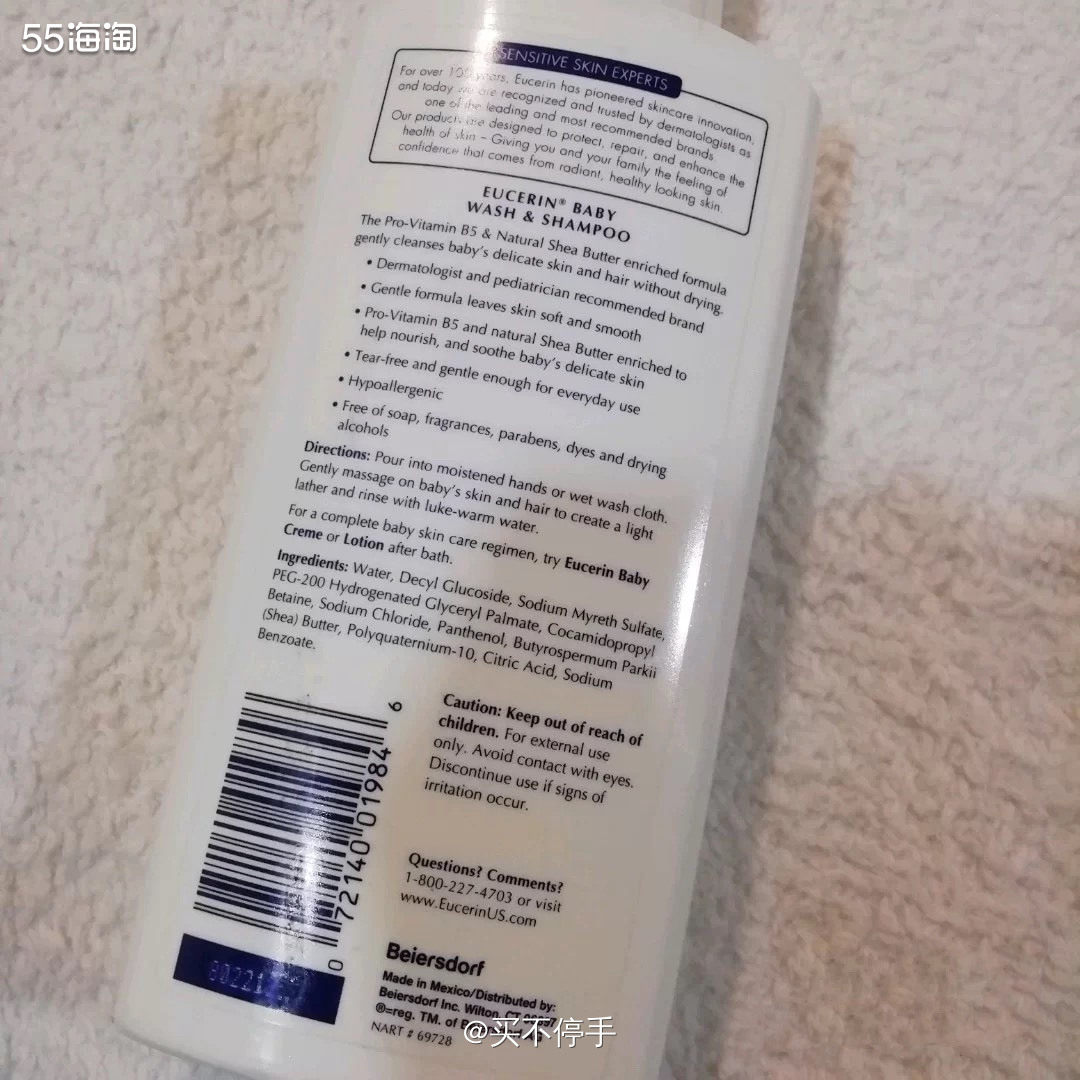 55海淘
SENSITIVE SKIN EXPERTS
For over 100 years, Eucerin has pioneered skincare innovation,
and today we are recognized and trusted by dermatologists as
one of the leading and most recommended brands.
Our products are designed to protect, repair, and enhance the
health of skin – Giving you and your family the feeling of
confidence that comes from radiant, healthy looking skin.
EUCERIN® BABY
WASH & SHAMPOO
The Pro-Vitamin B5 & Natural Shea Butter enriched formula
gently cleanses baby's delicate skin and hair without drying.
• Dermatologist and pediatrician recommended brand
• Gentle formula leaves skin soft and smooth
• Pro-Vitamin B5 and natural Shea Butter enriched to
help nourish, and soothe baby's delicate skin
• Tear-free and gentle enough for everyday use
• Hypoallergenic
• Free of soap, fragrances, parabens, dyes and drying
alcohols
Directions: Pour into moistened hands or wet wash cloth.
Gently massage on baby's skin and hair to create a light
lather and rinse with luke-warm water.
For a complete baby skin care regimen, try Eucerin Baby
Creme or Lotion after bath.
Ingredients: Water, Decyl Glucoside, Sodium Myreth Sulfate,
PEG-200 Hydrogenated Glyceryl Palmate, Cocamidopropyl
Betaine, Sodium Chloride, Panthenol, Butyrospermum Parkii
(Shea) Butter, Polyquaternium-10, Citric Acid, Sodium
Benzoate.
Caution: Keep out of reach of
children. For external use
only. Avoid contact with eyes.
Discontinue use if signs of
irritation occur.
0 72140 01984 6
Questions? Comments?
1-800-227-4703 or visit
www.EucerinUS.com
Beiersdorf
Made in Mexico/Distributed by:
Beiersdorf Inc. Wilton, CT
®=reg. TM. of
NART # 69728
@买不停手